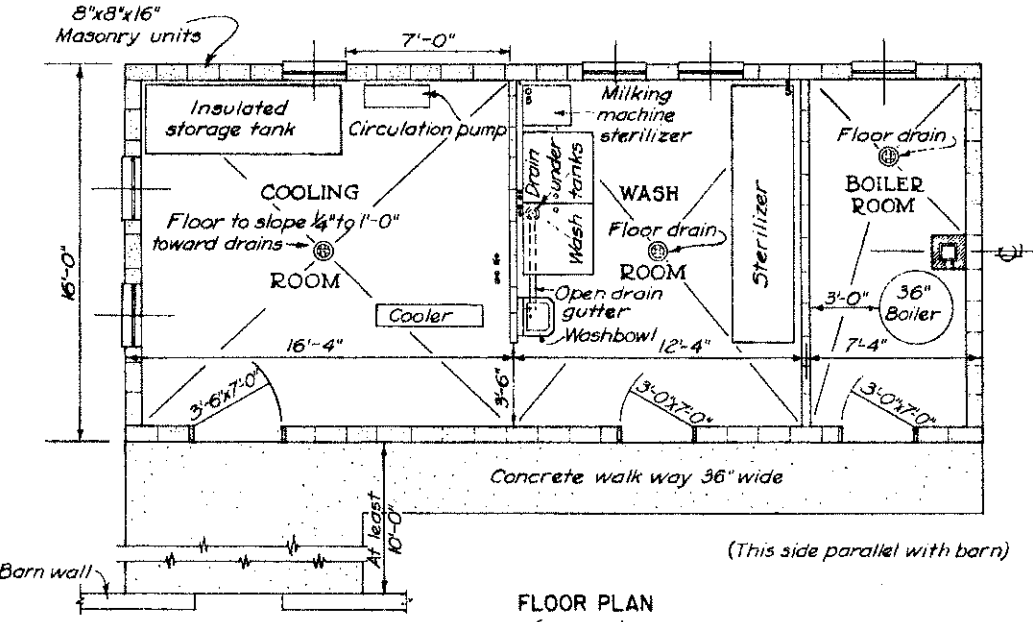 8"x8"x16"
Masonry units
7'-0"
Insulated
storage tank
Circulation pump
Milking
machine
sterilizer
Floor drain
BOILER
ROOM
Drain
under
tanks
Wash
COOLING
Floor to slope 1/4" to 1'-0"
toward drains
ROOM
WASH
Floor drain
ROOM
Sterilizer
16'-0"
Cooler
Open drain
gutter
Washbowl
3'-0"
36"
Boiler
16'-4"
12'-4"
7'-4"
3'-6"
3'-6"x7'-0"
3'-0"x7'-0"
3'-0"x7'-0"
Concrete walk way 36" wide
At least
10'-0"
Barn wall
(This side parallel with barn)
FLOOR PLAN